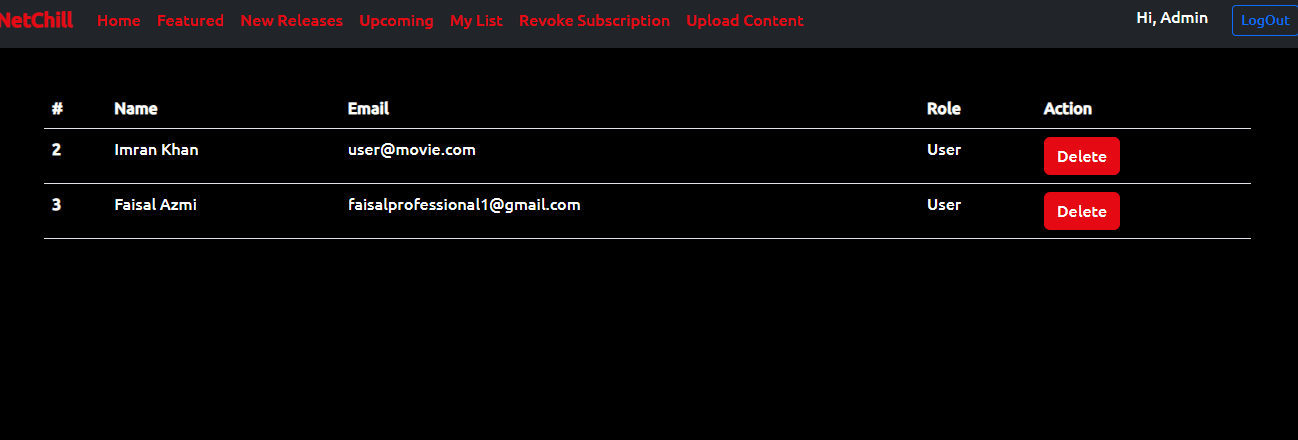 NetChill Home Featured New Releases Upcoming My List Revoke Subscription Upload Content Hi, Admin LogOut
# Name Email Role Action
2 Imran Khan user@movie.com User Delete
3 Faisal Azmi faisalprofessional1@gmail.com User Delete